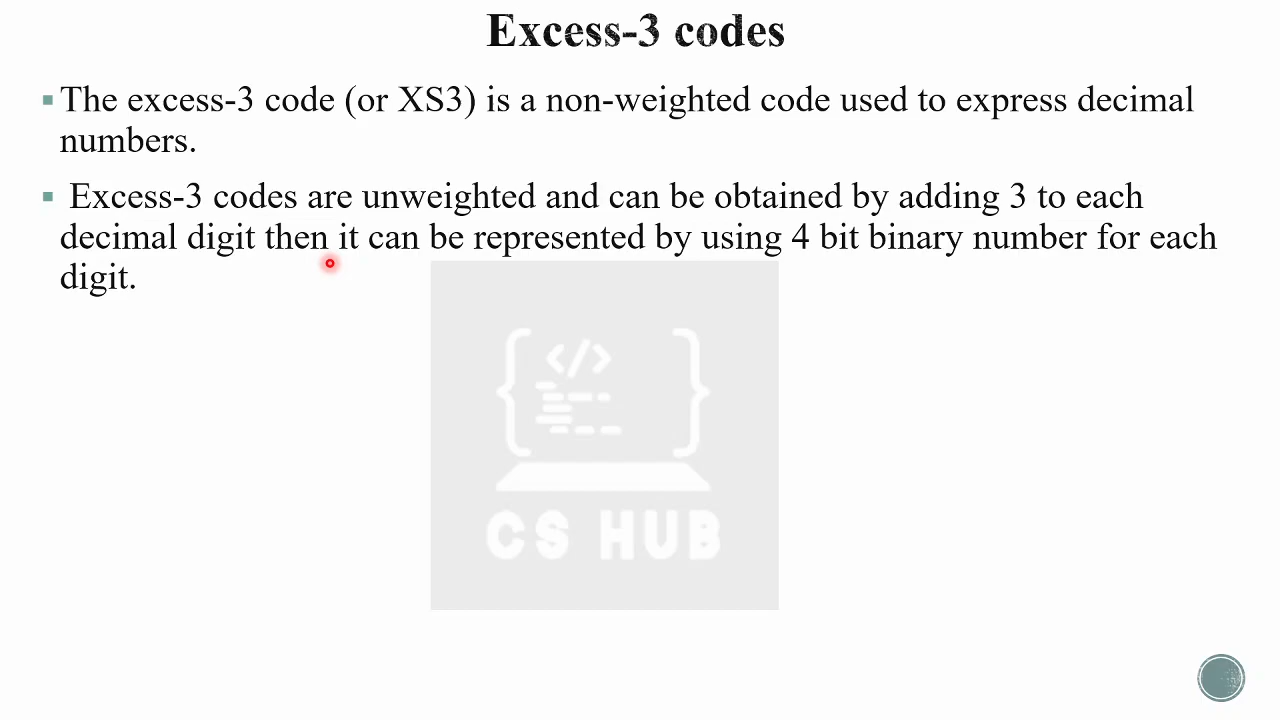 Excess-3 codes
▪ The excess-3 code (or XS3) is a non-weighted code used to express decimal
numbers.
▪ Excess-3 codes are unweighted and can be obtained by adding 3 to each
decimal digit then it can be represented by using 4 bit binary number for each
digit.
</>
CS HUB